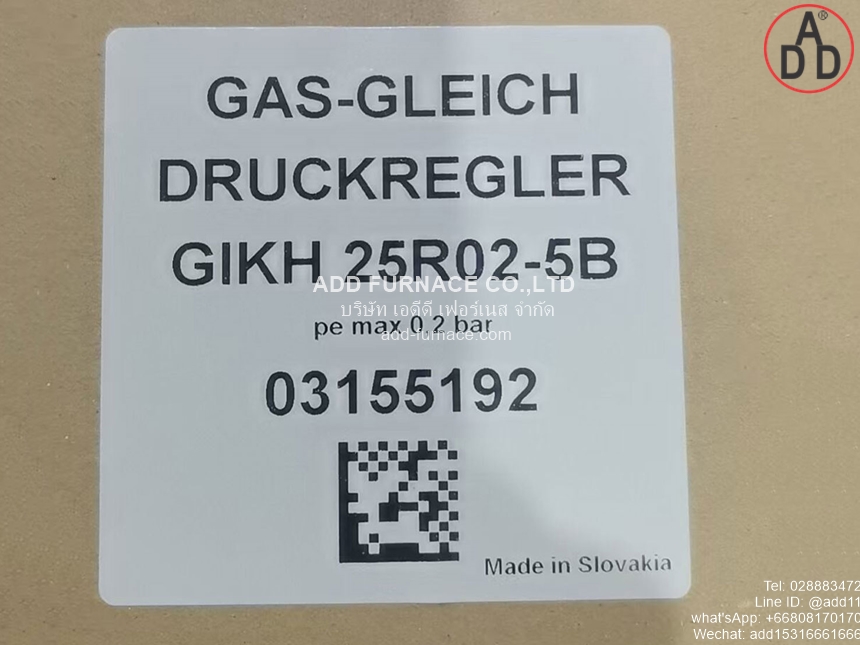 ADD®
GAS-GLEICH
DRUCKREGLER
GIKH 25R02-5B
ADD FURNACE CO.,LTD
บริษัท เอดีดี เฟอร์เนส จำกัด
pe max 0.2 bar
add-furnace.com
03155192
Made in Slovakia
Tel: 028883472
Line ID: @add11
what'sApp: +66808170170
Wechat: add15316661666